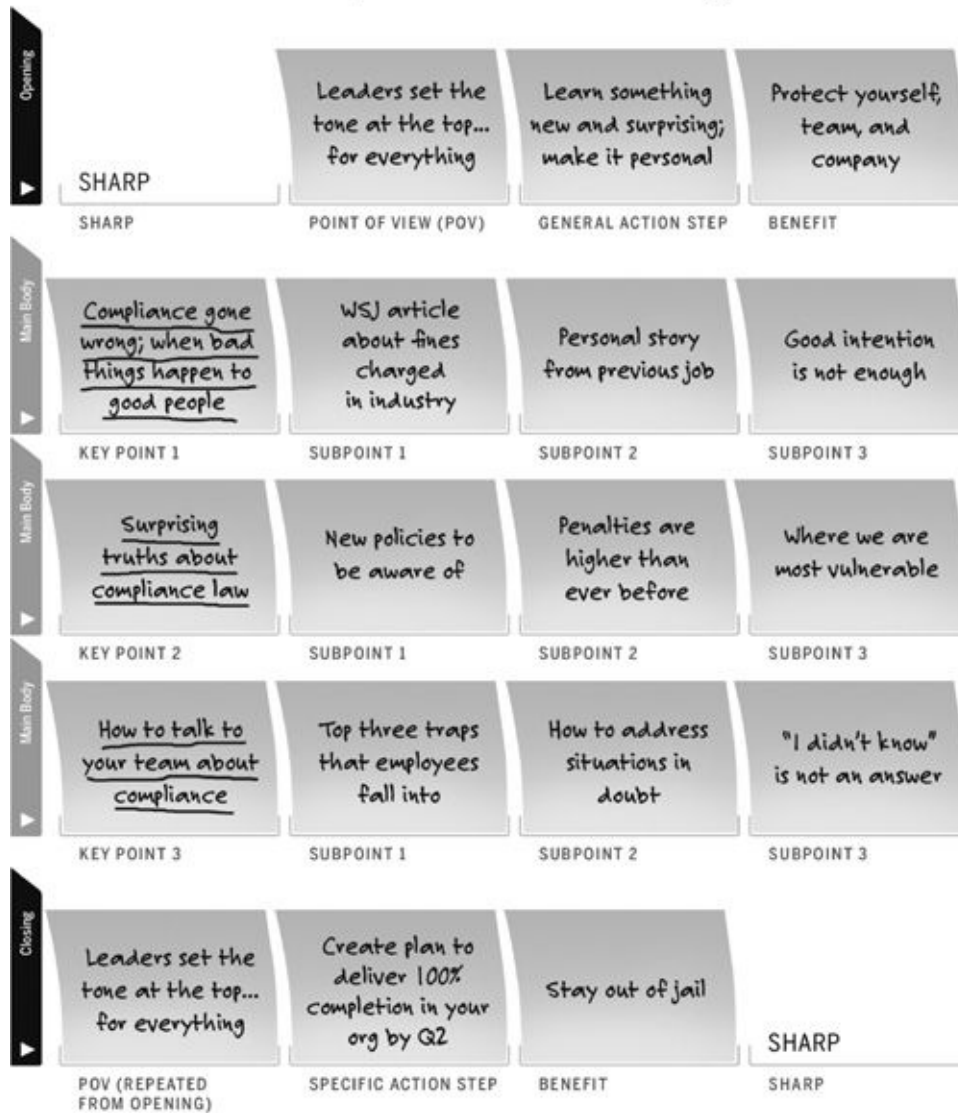 Opening
Leaders set the
tone at the top...
for everything
Learn something
new and surprising;
make it personal
Protect yourself,
team, and
company
SHARP
SHARP
POINT OF VIEW (POV)
GENERAL ACTION STEP
BENEFIT
Main Body
Compliance gone
wrong; when bad
things happen to
good people
WSJ article
about fines
charged
in industry
Personal story
from previous job
Good intention
is not enough
KEY POINT 1
SUBPOINT 1
SUBPOINT 2
SUBPOINT 3
Main Body
Surprising
truths about
compliance law
New policies to
be aware of
Penalties are
higher than
ever before
Where we are
most vulnerable
KEY POINT 2
SUBPOINT 1
SUBPOINT 2
SUBPOINT 3
Main Body
How to talk to
your team about
compliance
Top three traps
that employees
fall into
How to address
situations in
doubt
"I didn't know"
is not an answer
KEY POINT 3
SUBPOINT 1
SUBPOINT 2
SUBPOINT 3
Closing
Leaders set the
tone at the top...
for everything
Create plan to
deliver 100%
completion in your
org by Q2
Stay out of jail
SHARP
POV (REPEATED
FROM OPENING)
SPECIFIC ACTION STEP
BENEFIT
SHARP